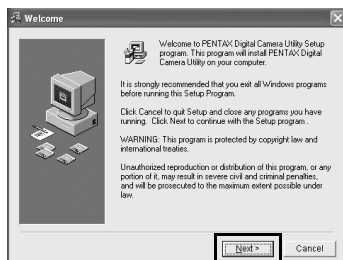 Welcome
Welcome to PENTAX Digital Camera Utility Setup
program. This program will install PENTAX Digital
Camera Utility on your computer.
It is strongly recommended that you exit all Windows programs
before running this Setup Program.
Click Cancel to quit Setup and close any programs you have
running. Click Next to continue with the Setup program .
WARNING: This program is protected by copyright law and
international treaties.
Unauthorized reproduction or distribution of this program, or any
portion of it, may result in severe civil and criminal penalties,
and will be prosecuted to the maximum extent possible under
law.
Next >
Cancel